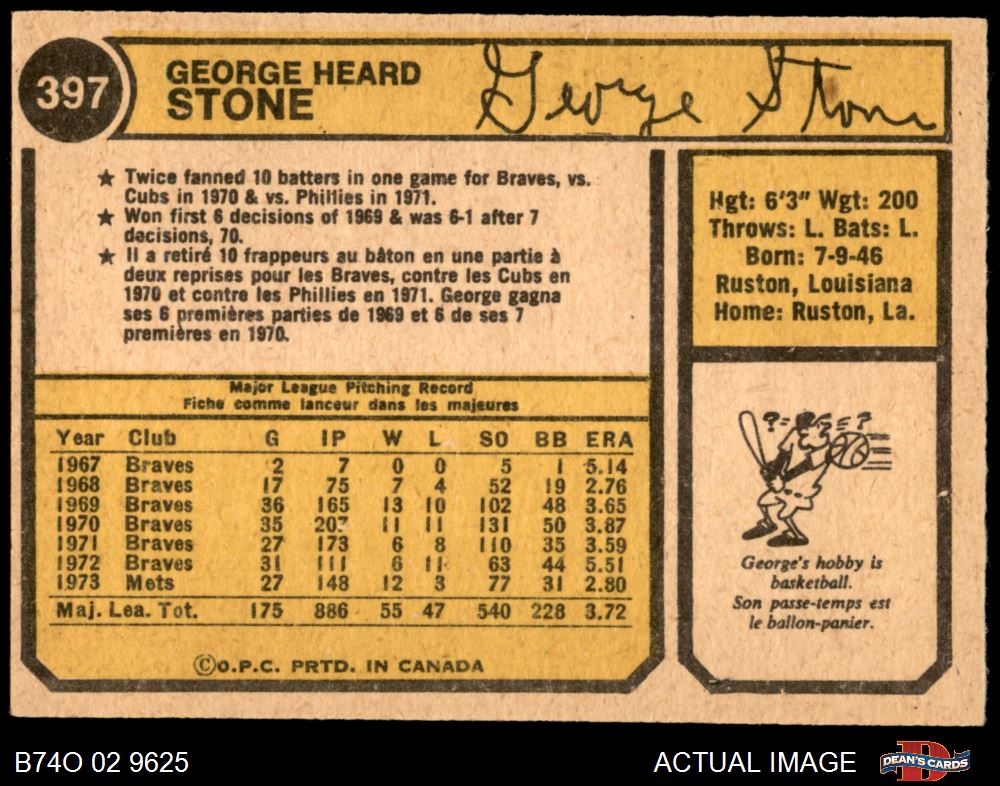 397
GEORGE HEARD
STONE
George Stone
★ Twice fanned 10 batters in one game for Braves, vs.
Cubs in 1970 & vs. Phillies in 1971.
★ Won first 6 decisions of 1969 & was 6-1 after 7
decisions, 70.
★ Il a retiré 10 frappeurs au bâton en une partie à
deux reprises pour les Braves, contre les Cubs en
1970 et contre les Phillies en 1971. George gagna
ses 6 premières parties de 1969 et 6 de ses 7
premières en 1970.
Hgt: 6'3" Wgt: 200
Throws: L. Bats: L.
Born: 7-9-46
Ruston, Louisiana
Home: Ruston, La.
Major League Pitching Record
Fiche comme lanceur dans les majeures
Year Club G IP W L SO BB ERA
1967 Braves 2 7 0 0 5 1 5.14
1968 Braves 17 75 7 4 52 19 2.76
1969 Braves 36 165 13 10 102 48 3.65
1970 Braves 35 207 11 11 131 50 3.87
1971 Braves 27 173 6 8 110 35 3.59
1972 Braves 31 111 6 11 63 44 5.51
1973 Mets 27 148 12 3 77 31 2.80
Maj. Lea. Tot. 175 886 55 47 540 228 3.72
©O.P.C. PRTD. IN CANADA
?=?=?=?
George's hobby is
basketball.
Son passe-temps est
le ballon-panier.
B74O 02 9625
ACTUAL IMAGE
DEAN'S CARDS